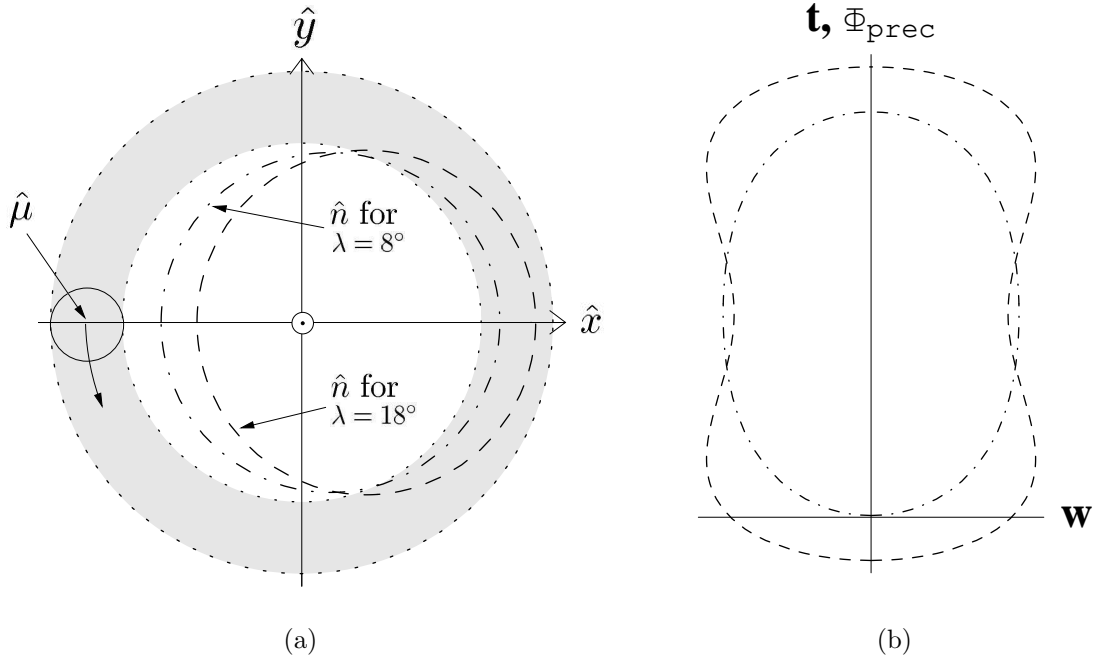 ŷ
t, Φprec
μ̂
n̂ for
λ = 8°
x̂
n̂ for
λ = 18°
w
(a)
(b)